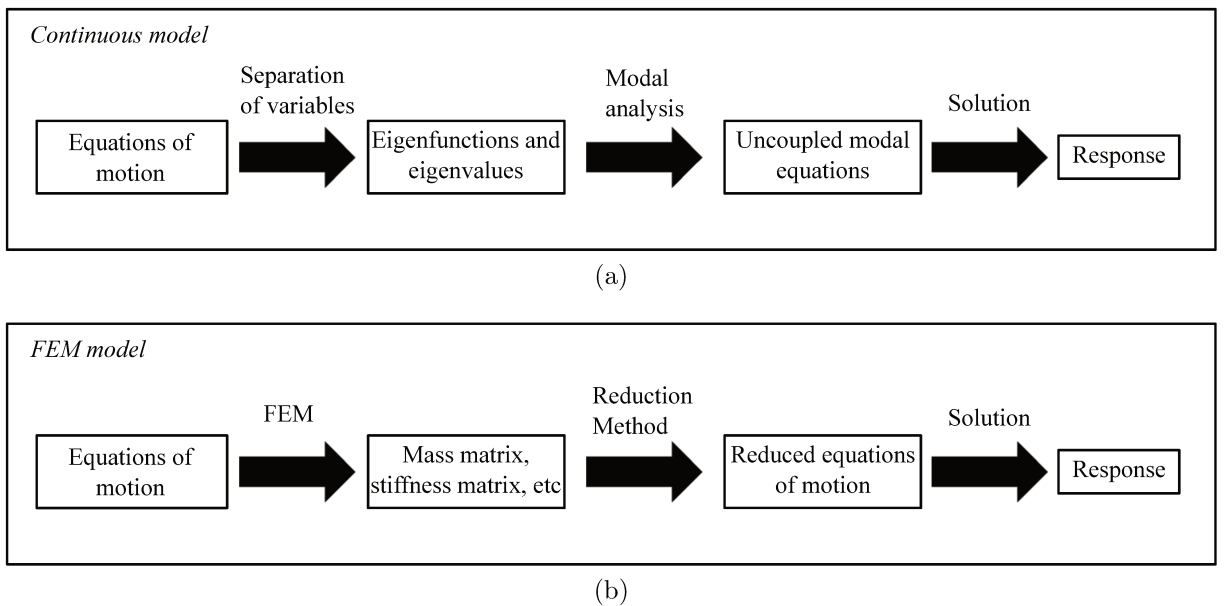 Continuous model
Separation
of variables
Modal
analysis
Solution
Equations of
motion
Eigenfunctions and
eigenvalues
Uncoupled modal
equations
Response
(a)
FEM model
FEM
Reduction
Method
Solution
Equations of
motion
Mass matrix,
stiffness matrix, etc
Reduced equations
of motion
Response
(b)